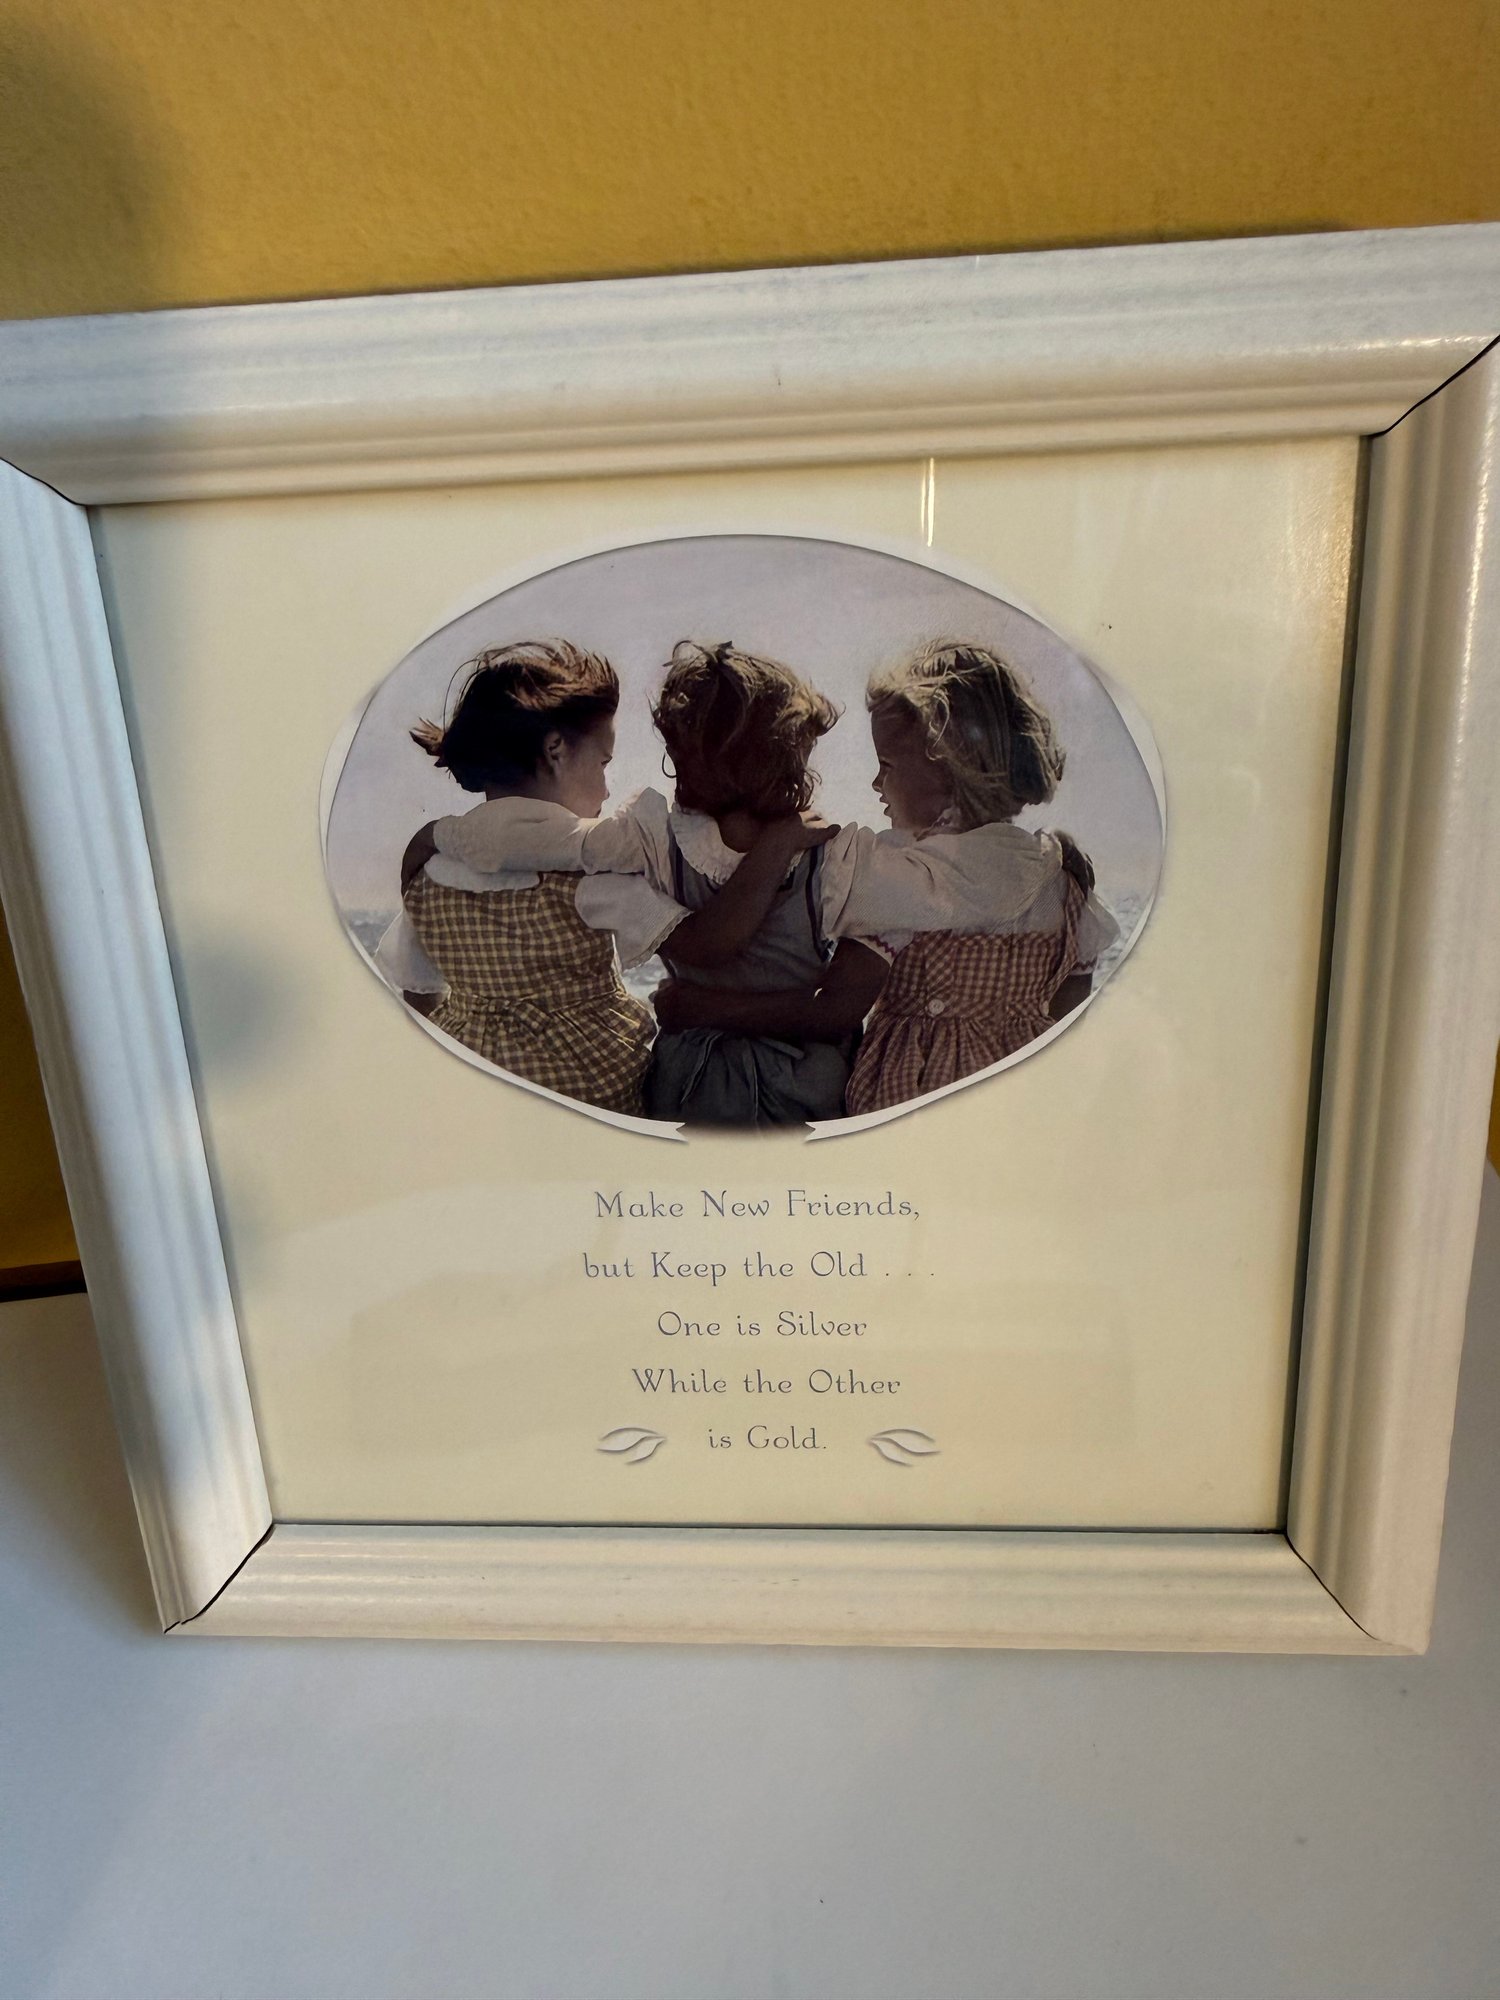 Make New Friends,
but Keep the Old . . .
One is Silver
While the Other
is Gold.